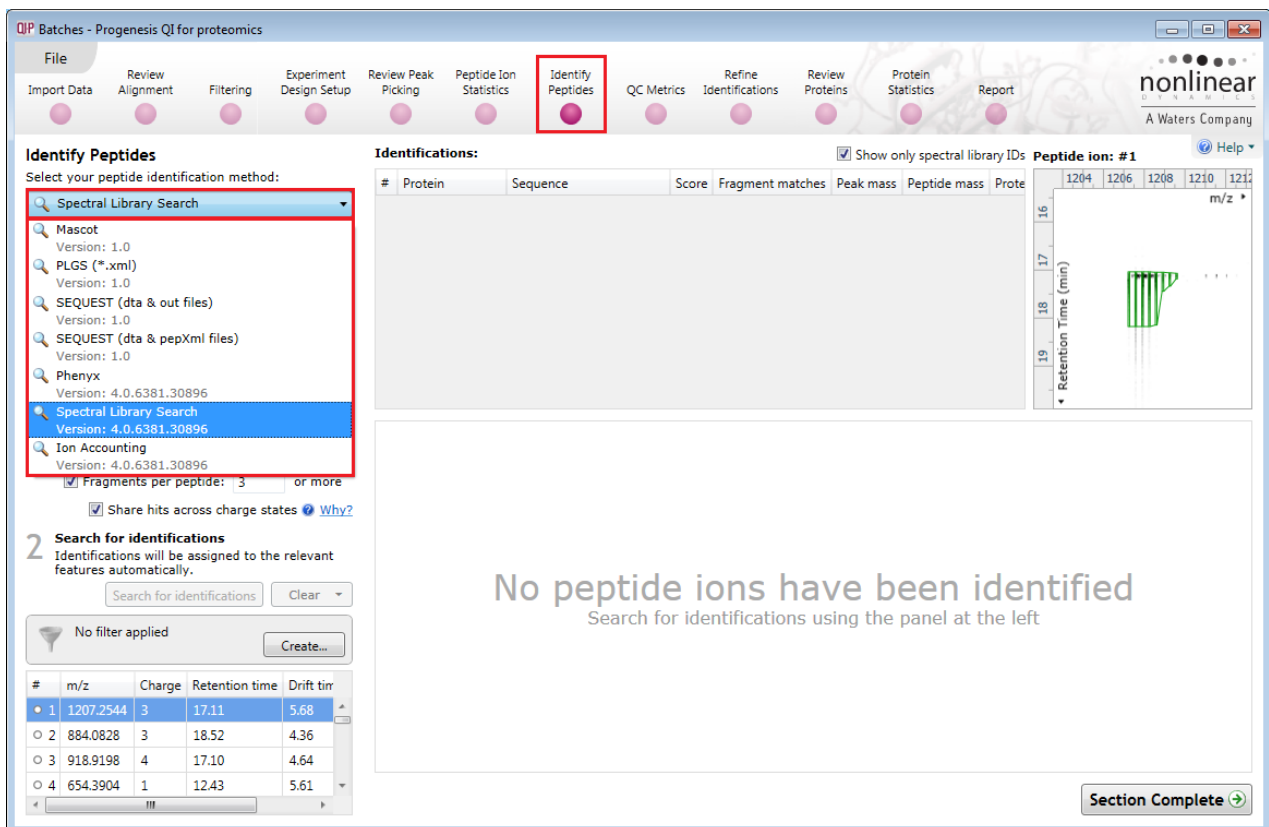 QIP Batches - Progenesis QI for proteomics
File
Import Data
Review Alignment
Filtering
Experiment Design Setup
Review Peak Picking
Peptide Ion Statistics
Identify Peptides
QC Metrics
Refine Identifications
Review Proteins
Protein Statistics
Report
nonlinear
DYNAMICS
A Waters Company
Help
Identify Peptides
Select your peptide identification method:
Spectral Library Search
Mascot
Version: 1.0
PLGS (*.xml)
Version: 1.0
SEQUEST (dta & out files)
Version: 1.0
SEQUEST (dta & pepXml files)
Version: 1.0
Phenyx
Version: 4.0.6381.30896
Spectral Library Search
Version: 4.0.6381.30896
Ion Accounting
Version: 4.0.6381.30896
Fragments per peptide: 3 or more
Share hits across charge states Why?
2 Search for identifications
Identifications will be assigned to the relevant
features automatically.
Search for identifications Clear
No filter applied
Create...
# m/z Charge Retention time Drift tim
1 1207.2544 3 17.11 5.68
2 884.0828 3 18.52 4.36
3 918.9198 4 17.10 4.64
4 654.3904 1 12.43 5.61
Identifications:
Show only spectral library IDs
# Protein Sequence Score Fragment matches Peak mass Peptide mass Prote
Peptide ion: #1
1204 1206 1208 1210 1212
m/z
16
17
18
19
Retention Time (min)
No peptide ions have been identified
Search for identifications using the panel at the left
Section Complete